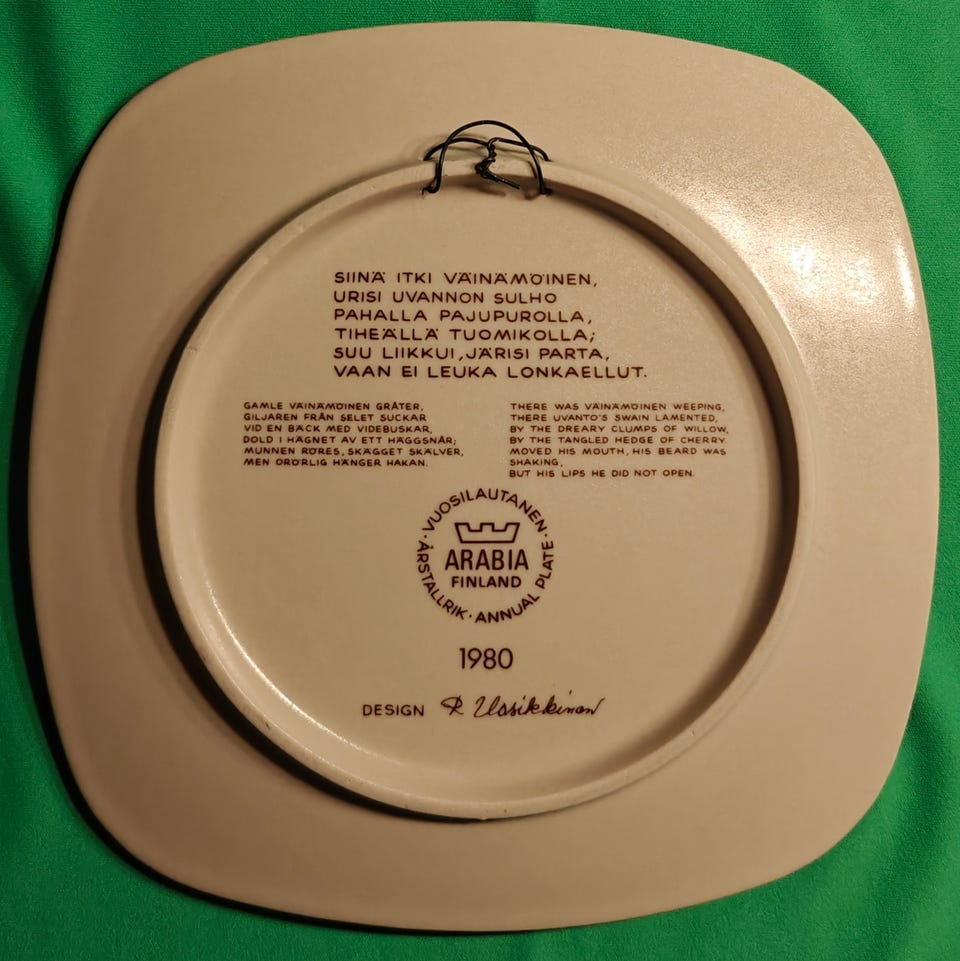 SIINÄ ITKI VÄINÄMÖINEN,
URISI UVANNON SULHO
PAHALLA PAJUPUROLLA,
TIHEÄLLÄ TUOMIKOLLA;
SUU LIIKKUI, JÄRISI PARTA,
VAAN EI LEUKA LONKAELLUT.
GAMLE VÄINÄMÖINEN GRÅTER,
GILJAREN FRÅN SELET SUCKAR
VID EN BÄCK MED VIDEBUSKAR,
DOLD I HÄGNET AV ETT HÄGGSNÅR;
MUNNEN RÖRES, SKÄGGET SKÄLVER,
MEN ORÖRLIG HÄNGER HAKAN.
THERE WAS VÄINÄMÖINEN WEEPING,
THERE UVANTO'S SWAIN LAMENTED,
BY THE DREARY CLUMPS OF WILLOW,
BY THE TANGLED HEDGE OF CHERRY.
MOVED HIS MOUTH, HIS BEARD WAS
SHAKING,
BUT HIS LIPS HE DID NOT OPEN.
· VUOSILAUTANEN · ANNUAL PLATE · ÅRSTALLRIK
ARABIA
FINLAND
1980
DESIGN R. Uosikkinen